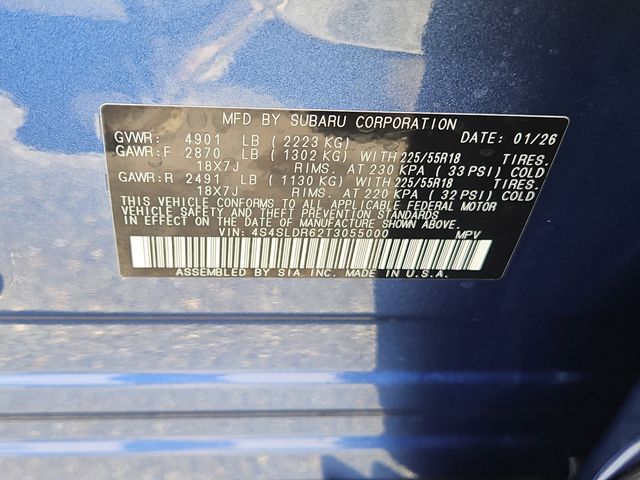 MFD BY SUBARU CORPORATION
GVWR: 4901 LB ( 2223 KG) DATE: 01/26
GAWR:F 2870 LB ( 1302 KG) WITH 225/55R18 TIRES.
18X7J RIMS. AT 230 KPA ( 33 PSI) COLD
GAWR:R 2491 LB ( 1130 KG) WITH 225/55R18 TIRES.
18X7J RIMS. AT 220 KPA ( 32 PSI) COLD
THIS VEHICLE CONFORMS TO ALL APPLICABLE FEDERAL MOTOR
VEHICLE SAFETY AND THEFT PREVENTION STANDARDS
IN EFFECT ON THE DATE OF MANUFACTURE SHOWN ABOVE.
VIN: 4S4SLDR62T3055000 MPV
ASSEMBLED BY SIA, INC. MADE IN U.S.A.